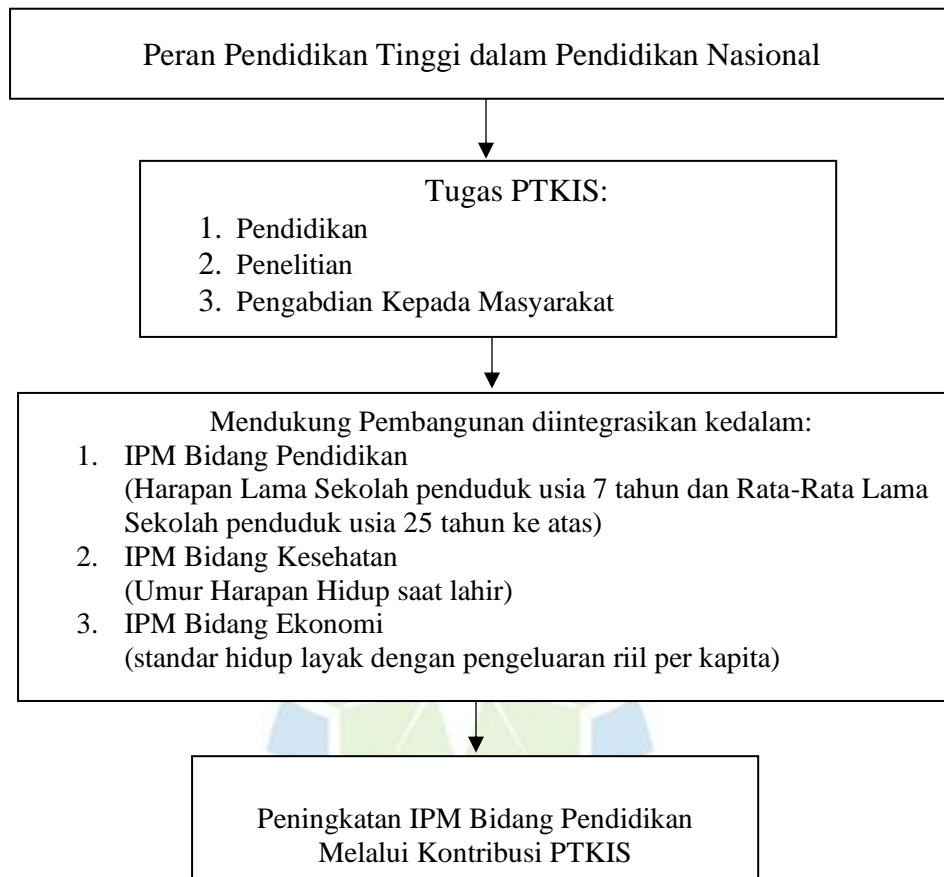 Peran Pendidikan Tinggi dalam Pendidikan Nasional
Tugas PTKIS:
1. Pendidikan
2. Penelitian
3. Pengabdian Kepada Masyarakat
Mendukung Pembangunan diintegrasikan kedalam:
1. IPM Bidang Pendidikan
(Harapan Lama Sekolah penduduk usia 7 tahun dan Rata-Rata Lama
Sekolah penduduk usia 25 tahun ke atas)
2. IPM Bidang Kesehatan
(Umur Harapan Hidup saat lahir)
3. IPM Bidang Ekonomi
(standar hidup layak dengan pengeluaran riil per kapita)
Peningkatan IPM Bidang Pendidikan
Melalui Kontribusi PTKIS